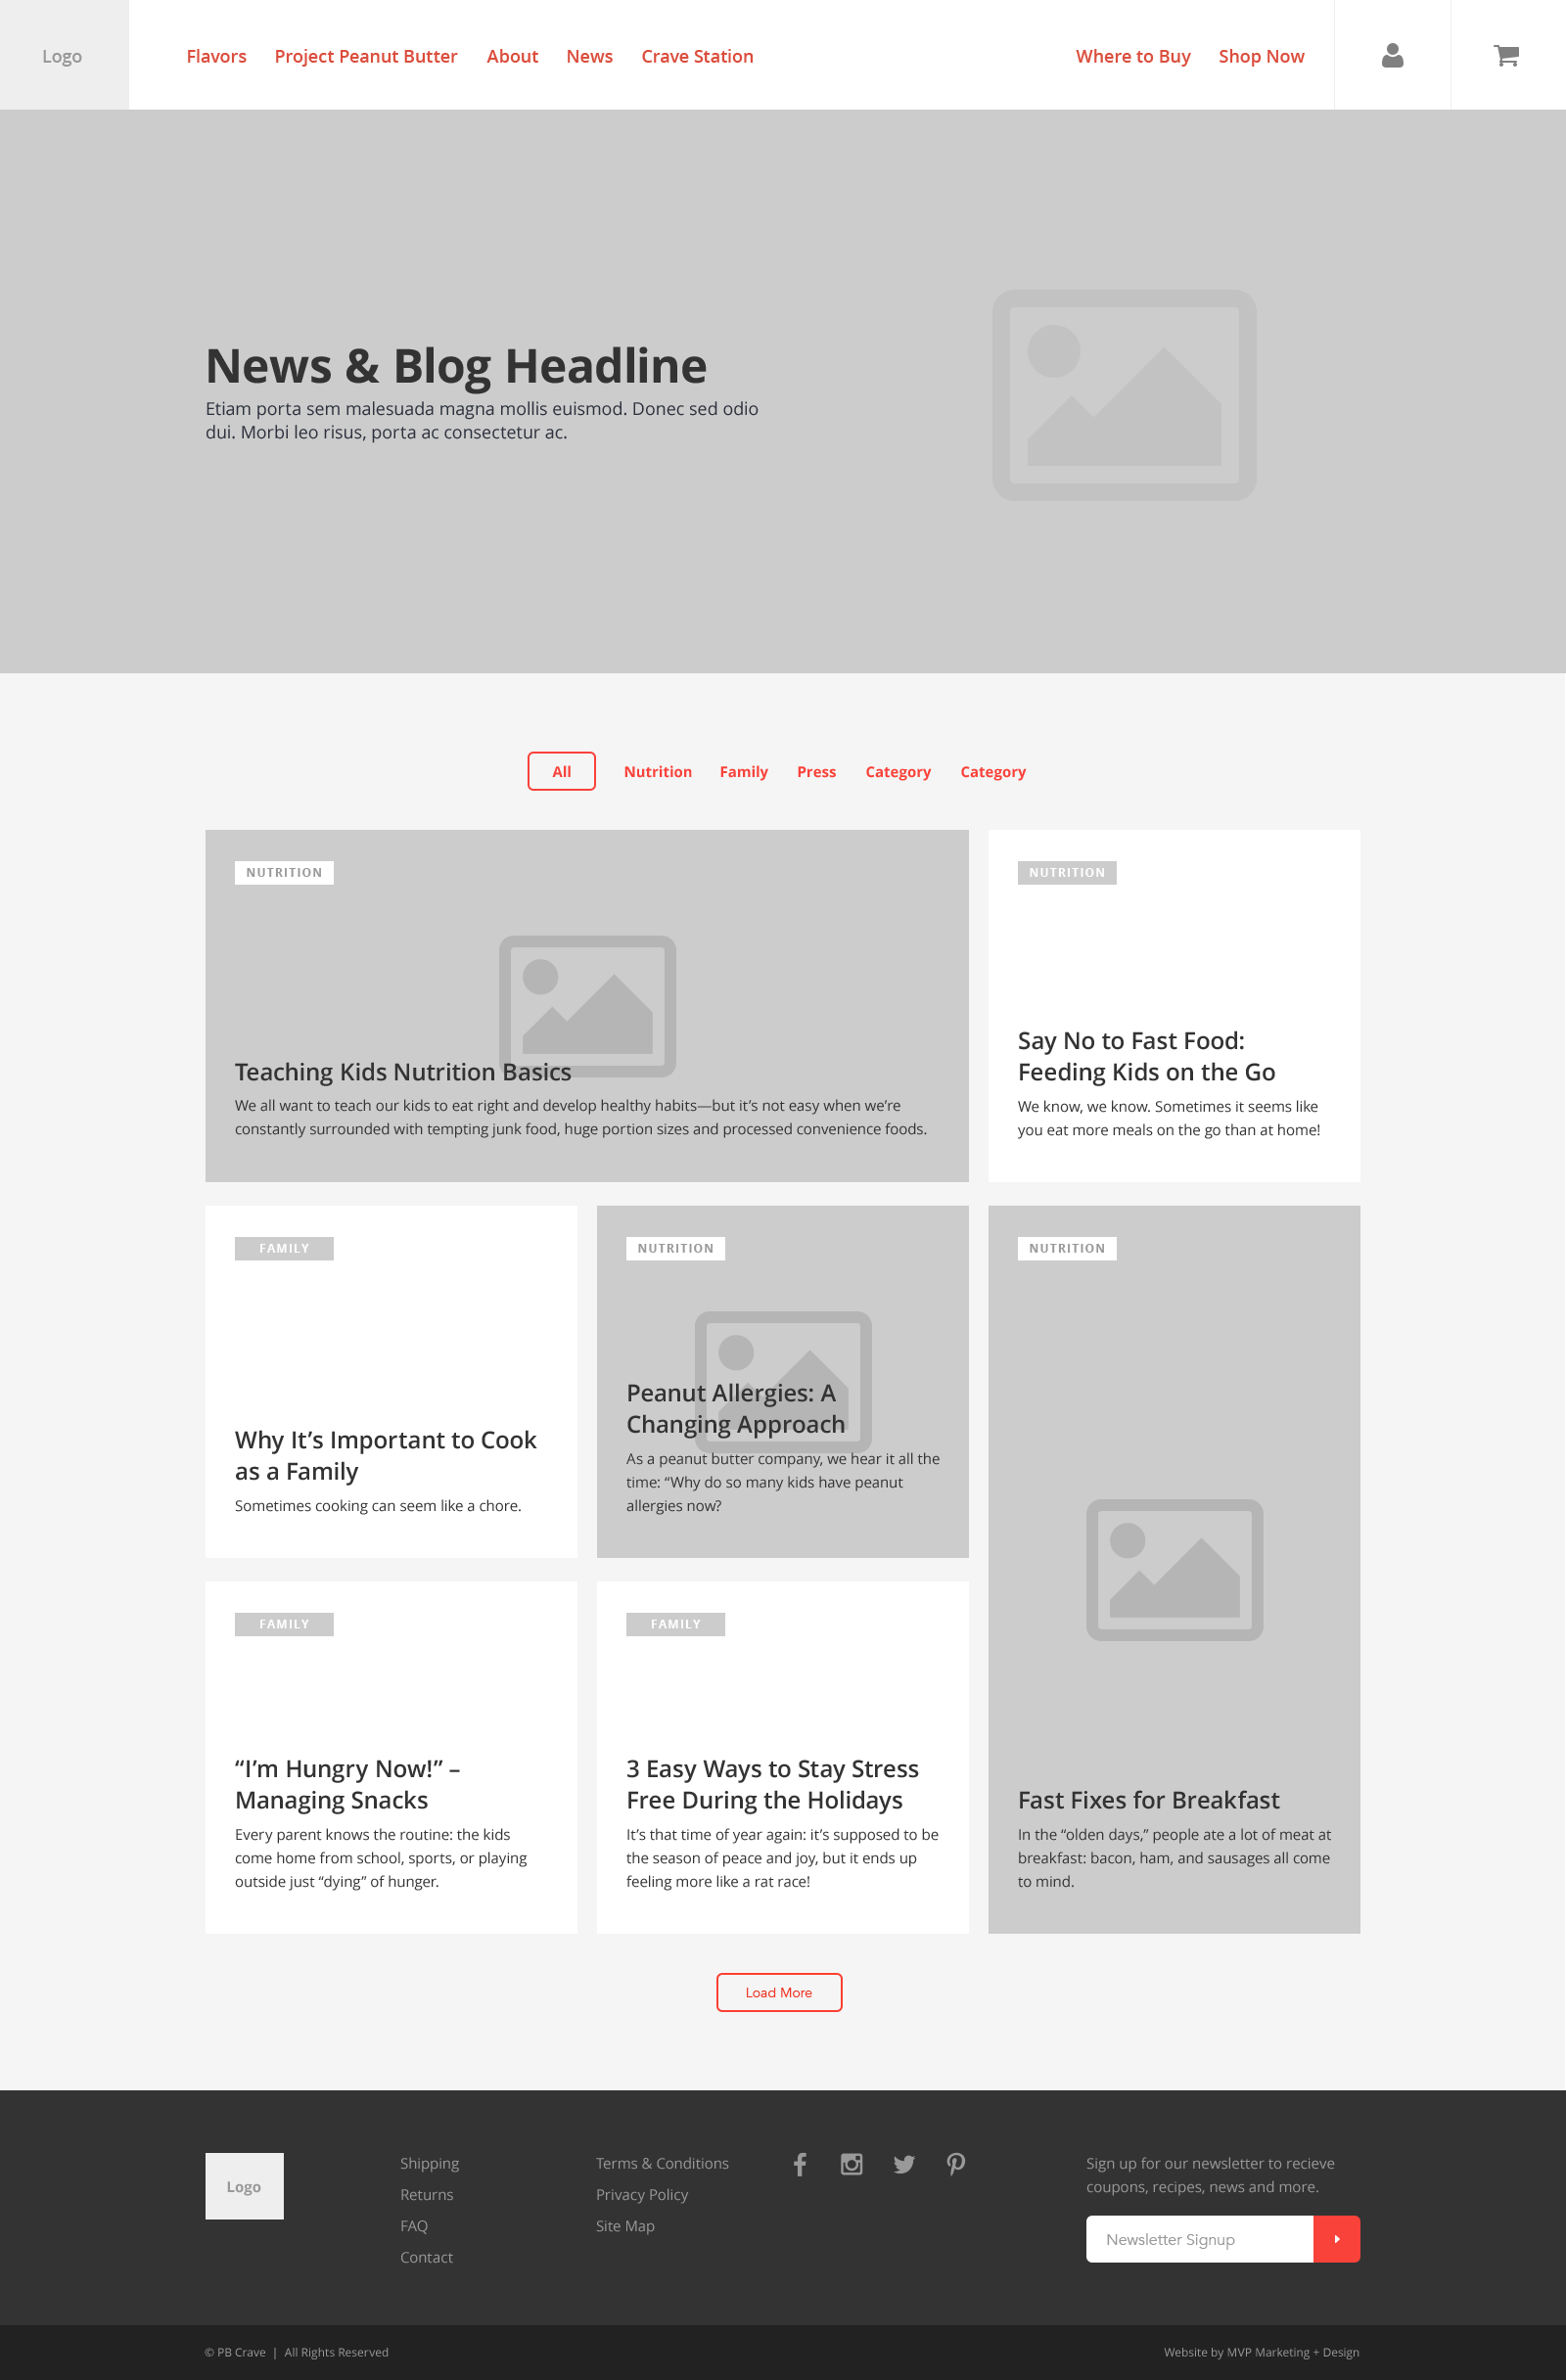 Logo
Flavors Project Peanut Butter About News Crave Station Where to Buy Shop Now
News & Blog Headline
Etiam porta sem malesuada magna mollis euismod. Donec sed odio
dui. Morbi leo risus, porta ac consectetur ac.
All Nutrition Family Press Category Category
NUTRITION
Teaching Kids Nutrition Basics
We all want to teach our kids to eat right and develop healthy habits—but it’s not easy when we’re
constantly surrounded with tempting junk food, huge portion sizes and processed convenience foods.
NUTRITION
Say No to Fast Food:
Feeding Kids on the Go
We know, we know. Sometimes it seems like
you eat more meals on the go than at home!
FAMILY
Why It’s Important to Cook
as a Family
Sometimes cooking can seem like a chore.
NUTRITION
Peanut Allergies: A
Changing Approach
As a peanut butter company, we hear it all the
time: “Why do so many kids have peanut
allergies now?
NUTRITION
Fast Fixes for Breakfast
In the “olden days,” people ate a lot of meat at
breakfast: bacon, ham, and sausages all come
to mind.
FAMILY
“I’m Hungry Now!” –
Managing Snacks
Every parent knows the routine: the kids
come home from school, sports, or playing
outside just “dying” of hunger.
FAMILY
3 Easy Ways to Stay Stress
Free During the Holidays
It’s that time of year again: it’s supposed to be
the season of peace and joy, but it ends up
feeling more like a rat race!
Load More
Logo
Shipping
Returns
FAQ
Contact
Terms & Conditions
Privacy Policy
Site Map
Sign up for our newsletter to recieve
coupons, recipes, news and more.
Newsletter Signup
© PB Crave | All Rights Reserved
Website by MVP Marketing + Design